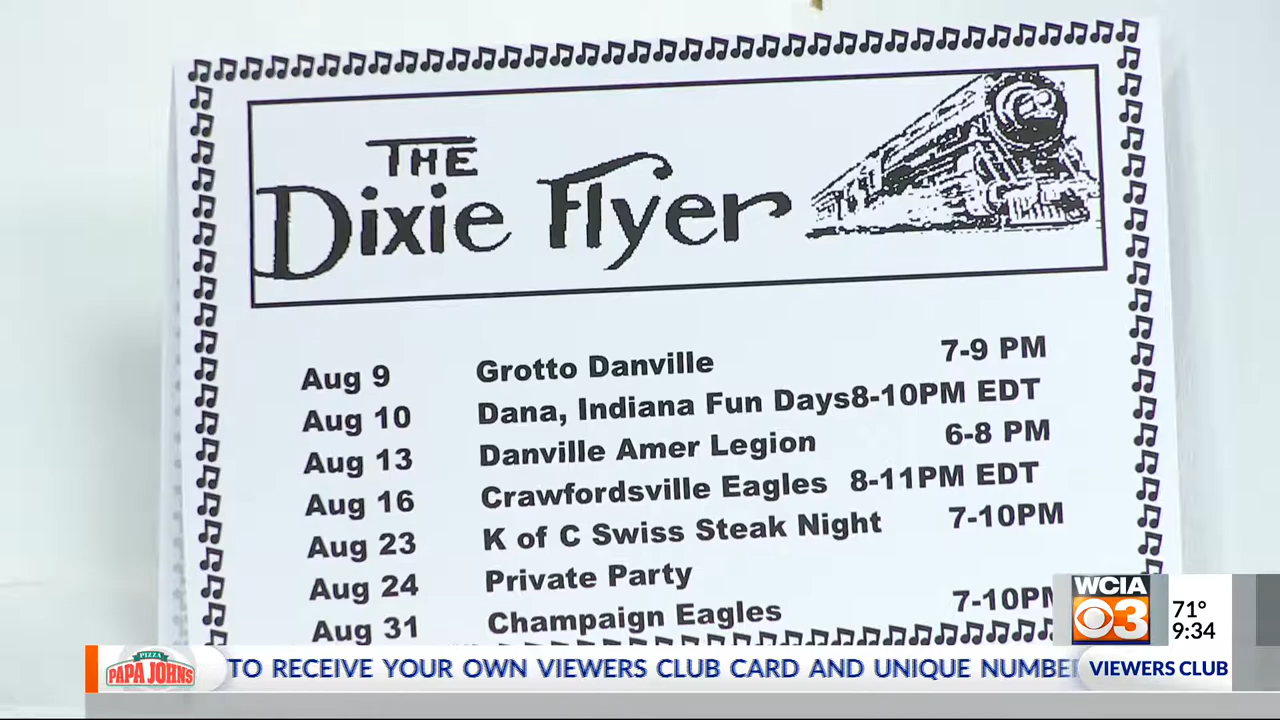 THE
Dixie Flyer
Aug 9 Grotto Danville 7-9 PM
Aug 10 Dana, Indiana Fun Days 8-10PM EDT
Aug 13 Danville Amer Legion 6-8 PM
Aug 16 Crawfordsville Eagles 8-11PM EDT
Aug 23 K of C Swiss Steak Night 7-10PM
Aug 24 Private Party
Aug 31 Champaign Eagles 7-10PM
WCIA
3
71°
9:34
PIZZA
PAPA JOHNS
TO RECEIVE YOUR OWN VIEWERS CLUB CARD AND UNIQUE NUMBE
VIEWERS CLUB